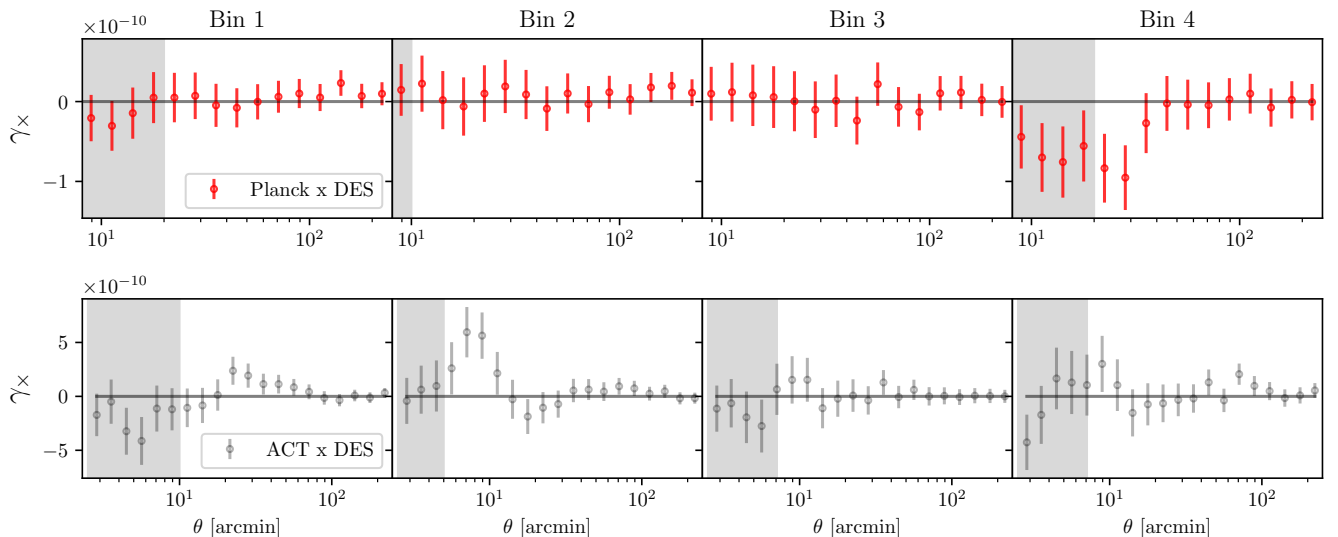 ×10⁻¹⁰
Bin 1 Bin 2 Bin 3 Bin 4
γ×
0
−1
Planck x DES
10¹ 10² 10¹ 10² 10¹ 10² 10¹ 10²
×10⁻¹⁰
γ×
5
0
−5
ACT x DES
10¹ 10² 10¹ 10² 10¹ 10² 10¹ 10²
θ [arcmin] θ [arcmin] θ [arcmin] θ [arcmin]